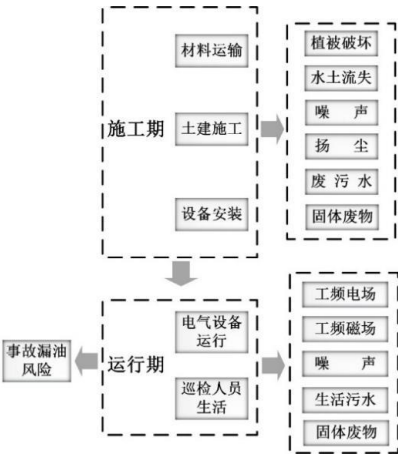 材料运输
施工期
土建施工
设备安装
植被破坏
水土流失
噪 声
扬 尘
废 污 水
固体废物
电气设备
运行
运行期
巡检人员
生活
事故漏油
风险
工频电场
工频磁场
噪 声
生活污水
固体废物